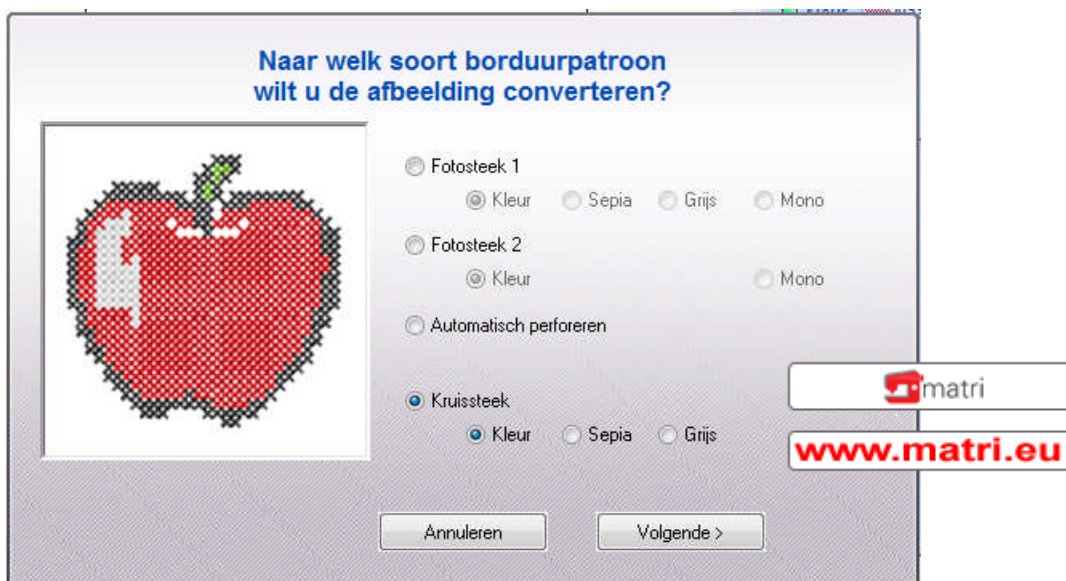 Naar welk soort borduurpatroon
wilt u de afbeelding converteren?
Fotosteek 1
Kleur Sepia Grijs Mono
Fotosteek 2
Kleur Mono
Automatisch perforeren
Kruissteek
Kleur Sepia Grijs
matri
www.matri.eu
Annuleren Volgende >